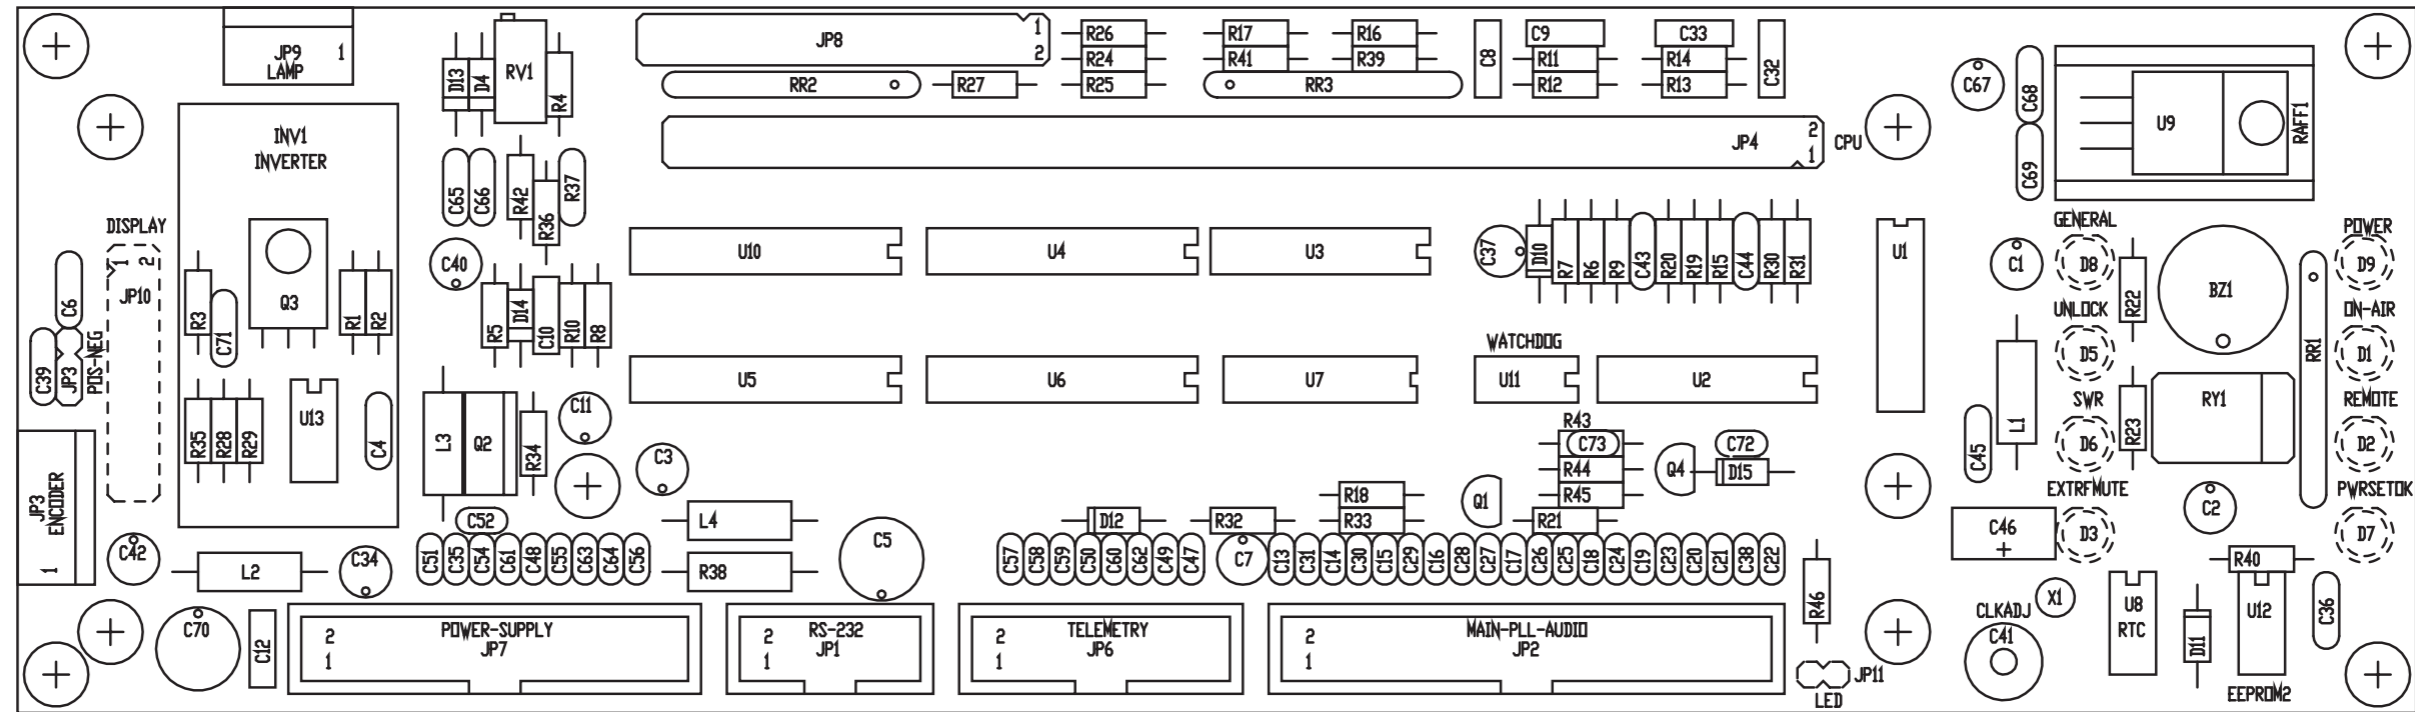 JP9 1
LAMP
D13
D4
RV1
R4
JP8
1
2
RR2
R27
R26
R24
R25
R17
R41
R16
R39
RR3
C8
C9
R11
R12
C33
R14
R13
C32
C67
C68
C69
U9
RAFF1
INV1
INVERTER
C65
C66
R42
R36
R37
JP4
2
1
CPU
DISPLAY
1 2
JP10
C6
C39
JP3
POS-NEG
R3
C71
Q3
R1
R2
C40
R5
D14
C10
R10
R8
U10
U4
U3
C37
D10
R7
R6
R9
C43
R20
R19
R15
C44
R30
R31
U1
C1
GENERAL
D8
R22
BZ1
POWER
D9
UNLOCK
D5
ON-AIR
D1
RR1
L1
WATCHDOG
U5
U6
U7
U11
U2
R35
R28
R29
U13
C4
L3
Q2
R34
C11
C3
R43
C73
R44
R45
Q4
C72
D15
C45
SWR
D6
R23
RY1
REMOTE
D2
JP3
ENCODER
1
C42
L2
C34
C52
L4
R38
C5
D12
R32
R18
R33
Q1
R21
EXTRFMUTE
C46
+
D3
C2
PWRSETOK
D7
C51
C35
C54
C61
C48
C55
C63
C64
C56
C57
C58
C59
C50
C60
C62
C49
C47
C7
C13
C31
C14
C30
C15
C29
C16
C28
C27
C17
C26
C25
C18
C24
C19
C23
C20
C21
C38
C22
R46
R40
C70
C12
2
1
POWER-SUPPLY
JP7
2
1
RS-232
JP1
2
1
TELEMETRY
JP6
2
1
MAIN-PLL-AUDIO
JP2
JP11
LED
CLKADJ
C41
X1
U8
RTC
D11
U12
EEPROM2
C36